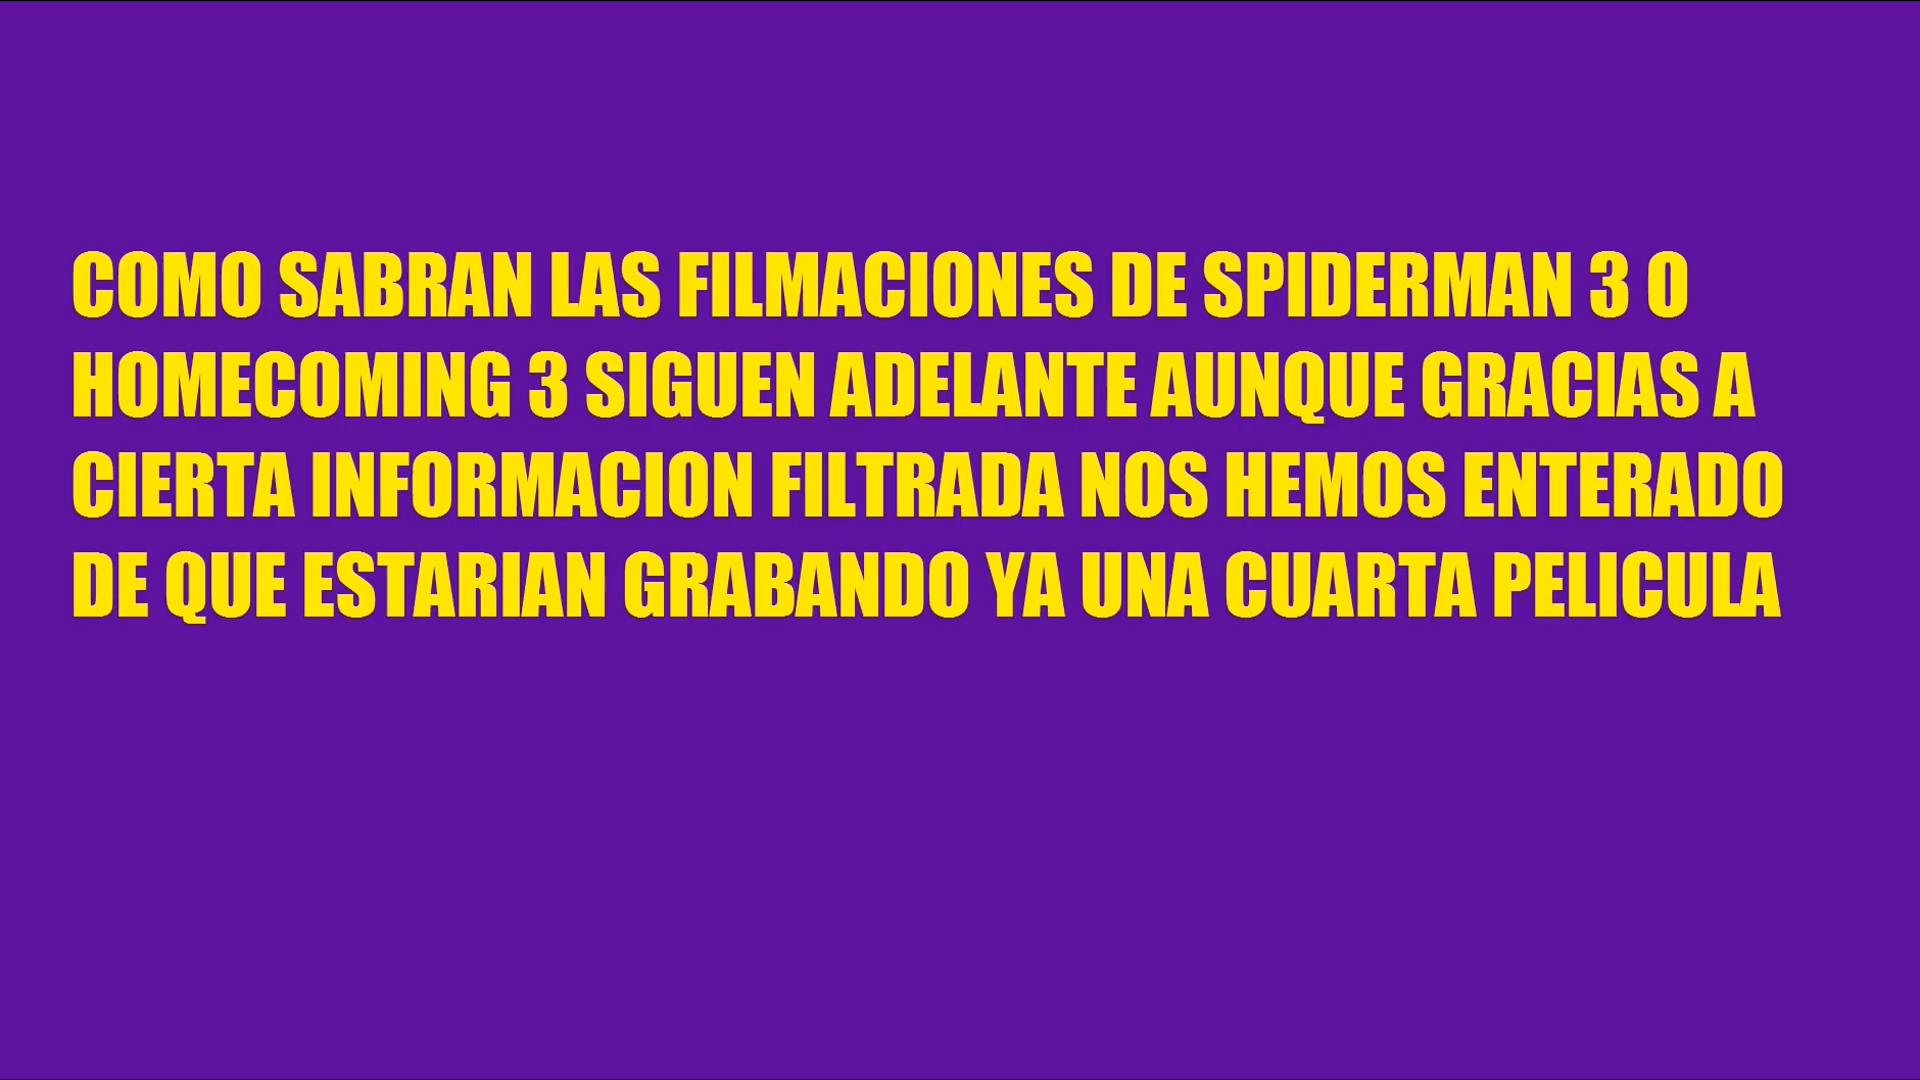 COMO SABRAN LAS FILMACIONES DE SPIDERMAN 3 O
HOMECOMING 3 SIGUEN ADELANTE AUNQUE GRACIAS A
CIERTA INFORMACION FILTRADA NOS HEMOS ENTERADO
DE QUE ESTARIAN GRABANDO YA UNA CUARTA PELICULA